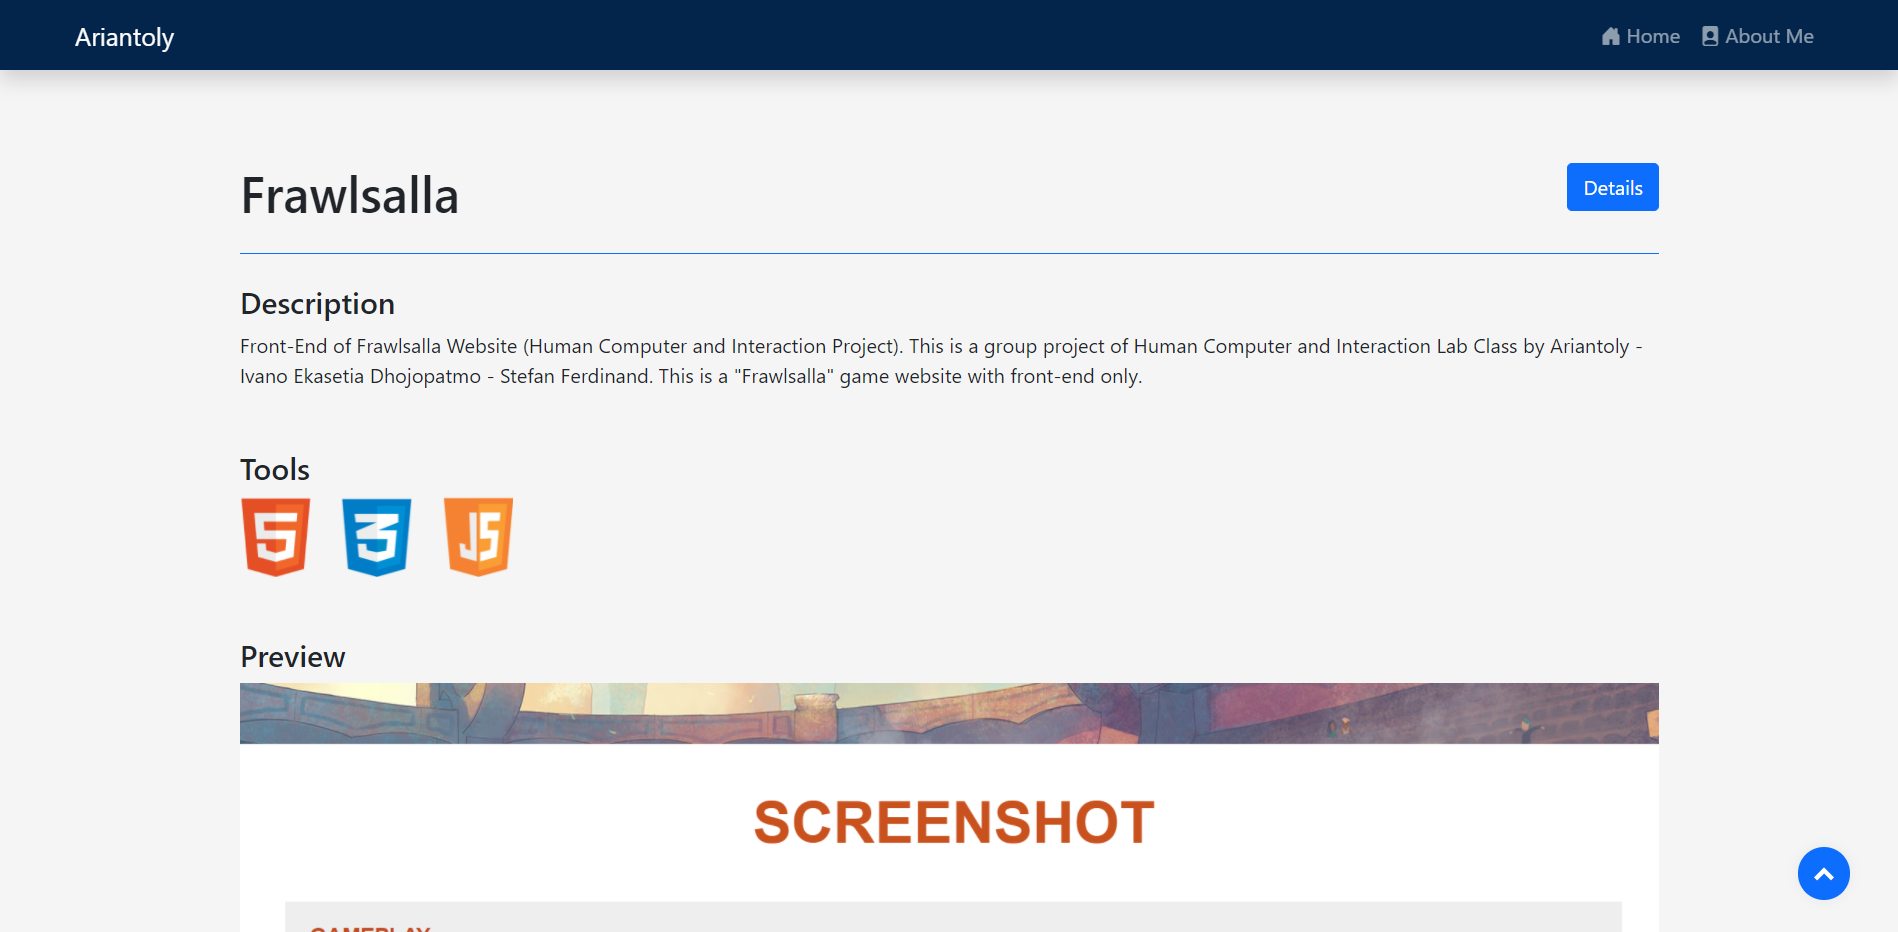 Ariantoly
Home
About Me
Frawlsalla
Details
Description
Front-End of Frawlsalla Website (Human Computer and Interaction Project). This is a group project of Human Computer and Interaction Lab Class by Ariantoly -
Ivano Ekasetia Dhojopatmo - Stefan Ferdinand. This is a "Frawlsalla" game website with front-end only.
Tools
5
3
JS
Preview
SCREENSHOT
GAMEPLAY